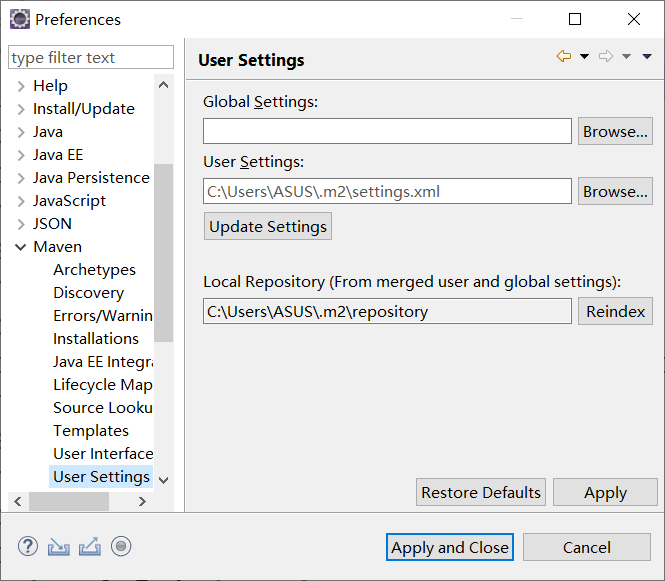 Preferences
type filter text
Help
Install/Update
Java
Java EE
Java Persistence
JavaScript
JSON
Maven
Archetypes
Discovery
Errors/Warnin
Installations
Java EE Integra
Lifecycle Map
Source Looku
Templates
User Interface
User Settings
User Settings
Global Settings:
Browse...
User Settings:
C:\Users\ASUS\.m2\settings.xml
Browse...
Update Settings
Local Repository (From merged user and global settings):
C:\Users\ASUS\.m2\repository
Reindex
Restore Defaults
Apply
Apply and Close
Cancel